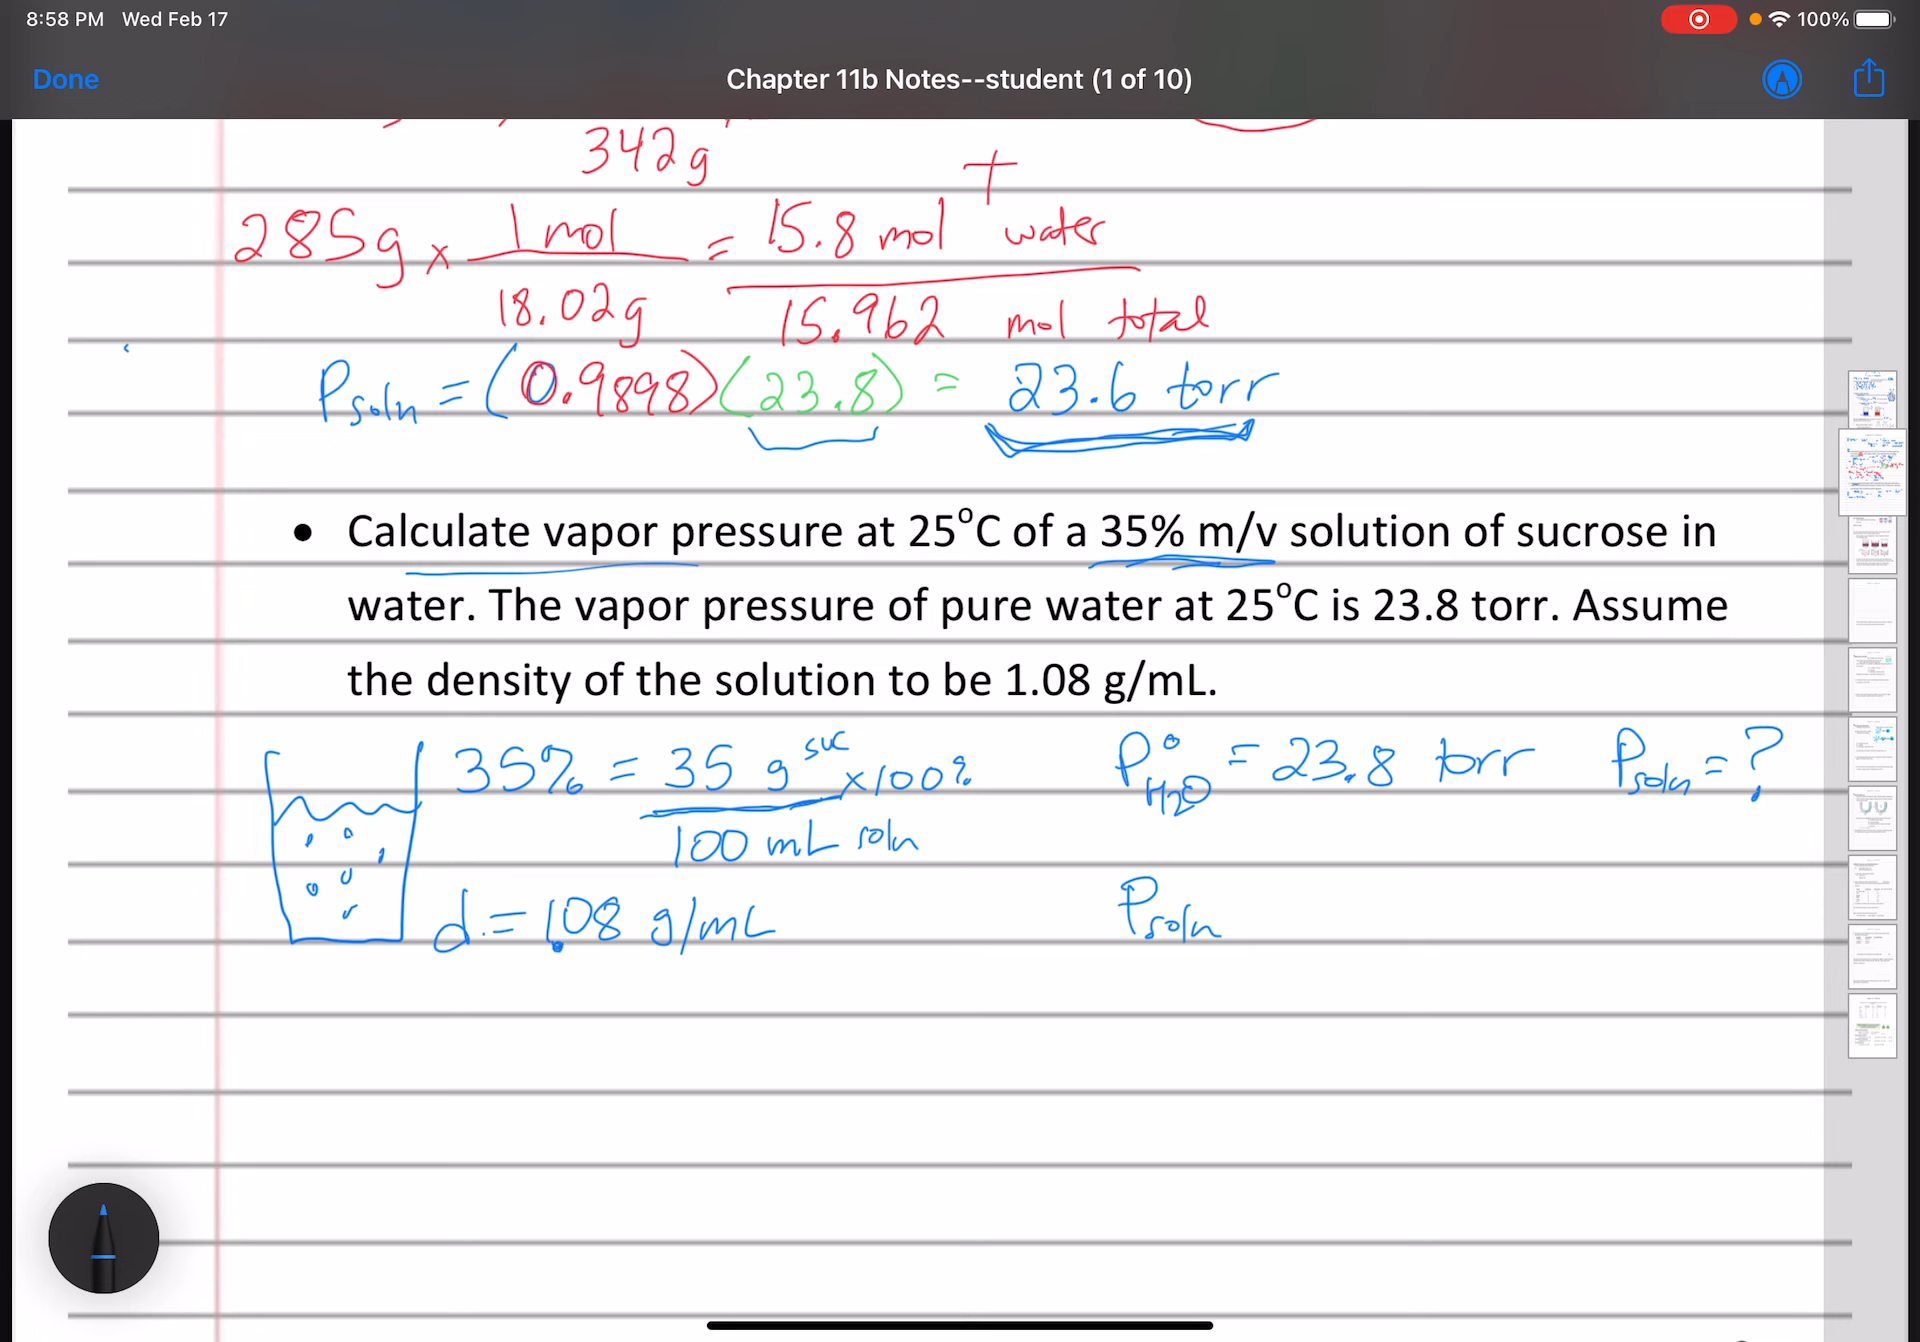 8:58 PM Wed Feb 17
100%
Done
Chapter 11b Notes--student (1 of 10)
342g
+
285g x 1 mol = 15.8 mol water
18.02g 15.962 mol total
Psoln = (0.9898)(23.8) = 23.6 torr
• Calculate vapor pressure at 25°C of a 35% m/v solution of sucrose in
water. The vapor pressure of pure water at 25°C is 23.8 torr. Assume
the density of the solution to be 1.08 g/mL.
35% = 35 g suc x100% P°H2O = 23.8 torr Psoln = ?
100 mL soln
d = 1.08 g/mL Psoln